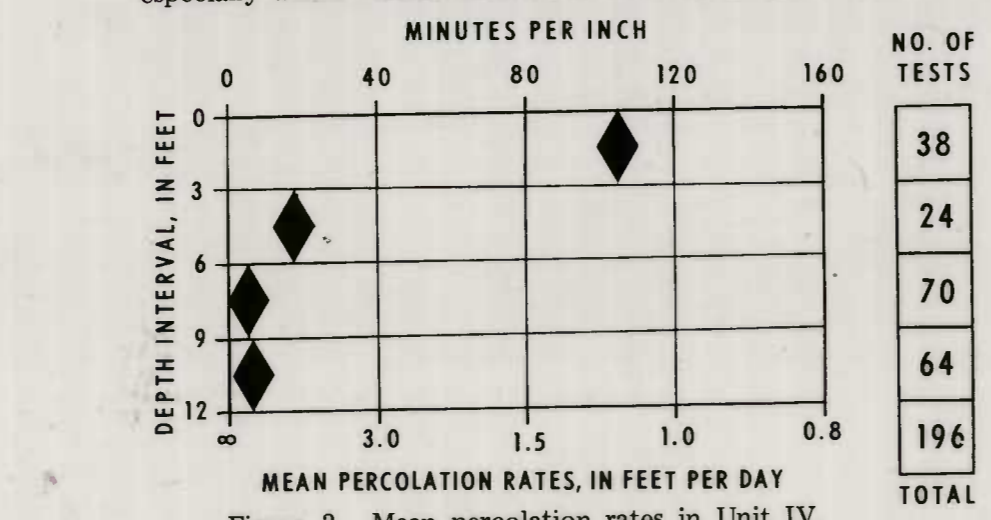 MINUTES PER INCH
0 40 80 120 160
NO. OF
TESTS
DEPTH INTERVAL, IN FEET
0
3
6
9
12
38
24
70
64
196
TOTAL
∞ 3.0 1.5 1.0 0.8
MEAN PERCOLATION RATES, IN FEET PER DAY
Mean percolation rates in Unit IV